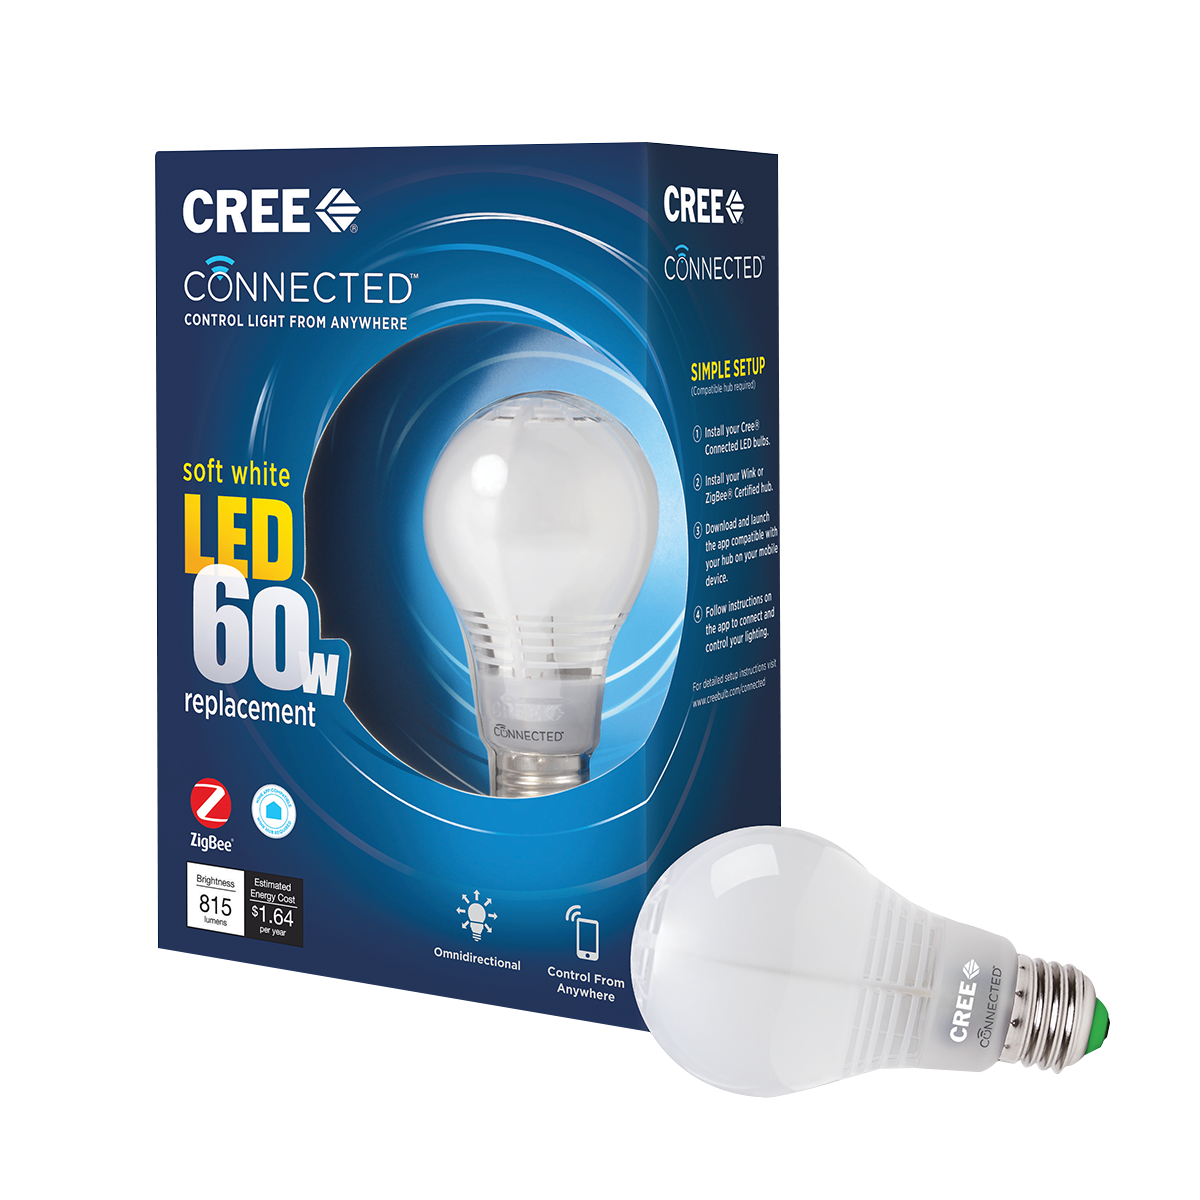 CREE
CONNECTED™
CONTROL LIGHT FROM ANYWHERE
soft white
LED
60w
replacement
ZigBee®
Brightness
815
lumens
Estimated
Energy Cost
$1.64
per year
Omnidirectional
Control From
Anywhere
CONNECTED
CREE
CONNECTED™
SIMPLE SETUP
(Compatible hub required)
1 Install your Cree®
Connected LED bulbs.
2 Install your Wink or
ZigBee® Certified hub.
3 Download and launch
the app compatible with
your hub on your mobile
device.
4 Follow instructions on
the app to connect and
control your lighting.
For detailed setup instructions visit
www.creebulb.com/connected
CREE
CONNECTED